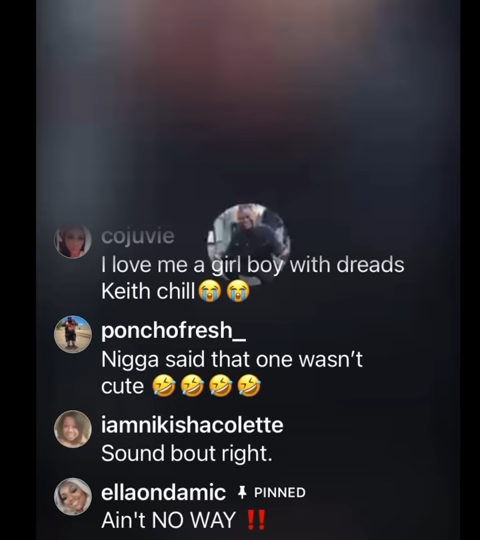 cojuvie
I love me a girl boy with dreads
Keith chill😭😭
ponchofresh_
Nigga said that one wasn’t
cute 🤣🤣🤣🤣
iamnikishacolette
Sound bout right.
ellaondamic 📌 PINNED
Ain't NO WAY ‼️